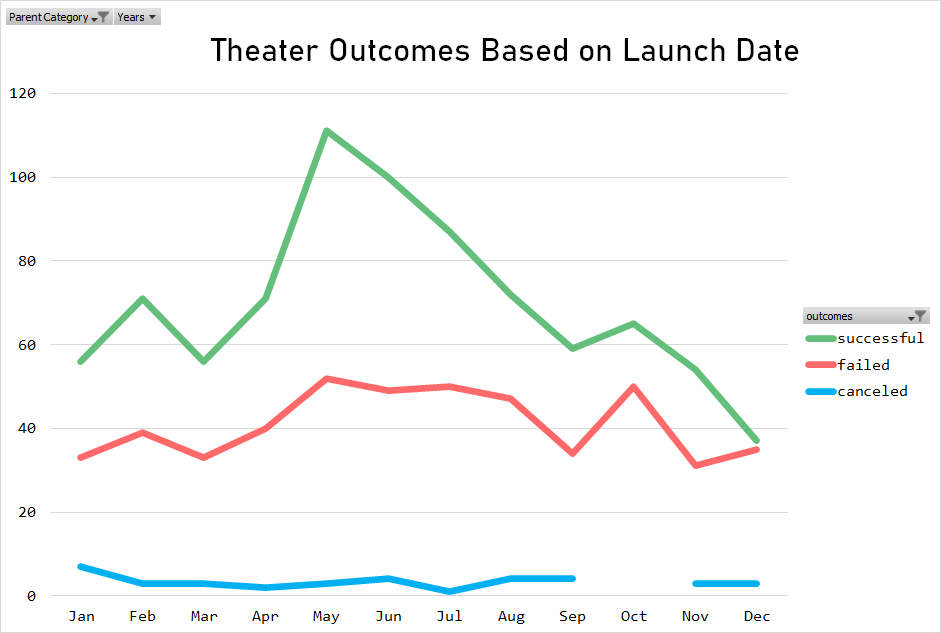 Parent Category Years
Theater Outcomes Based on Launch Date
120
100
80
60
40
20
0
Jan Feb Mar Apr May Jun Jul Aug Sep Oct Nov Dec
outcomes
successful
failed
canceled